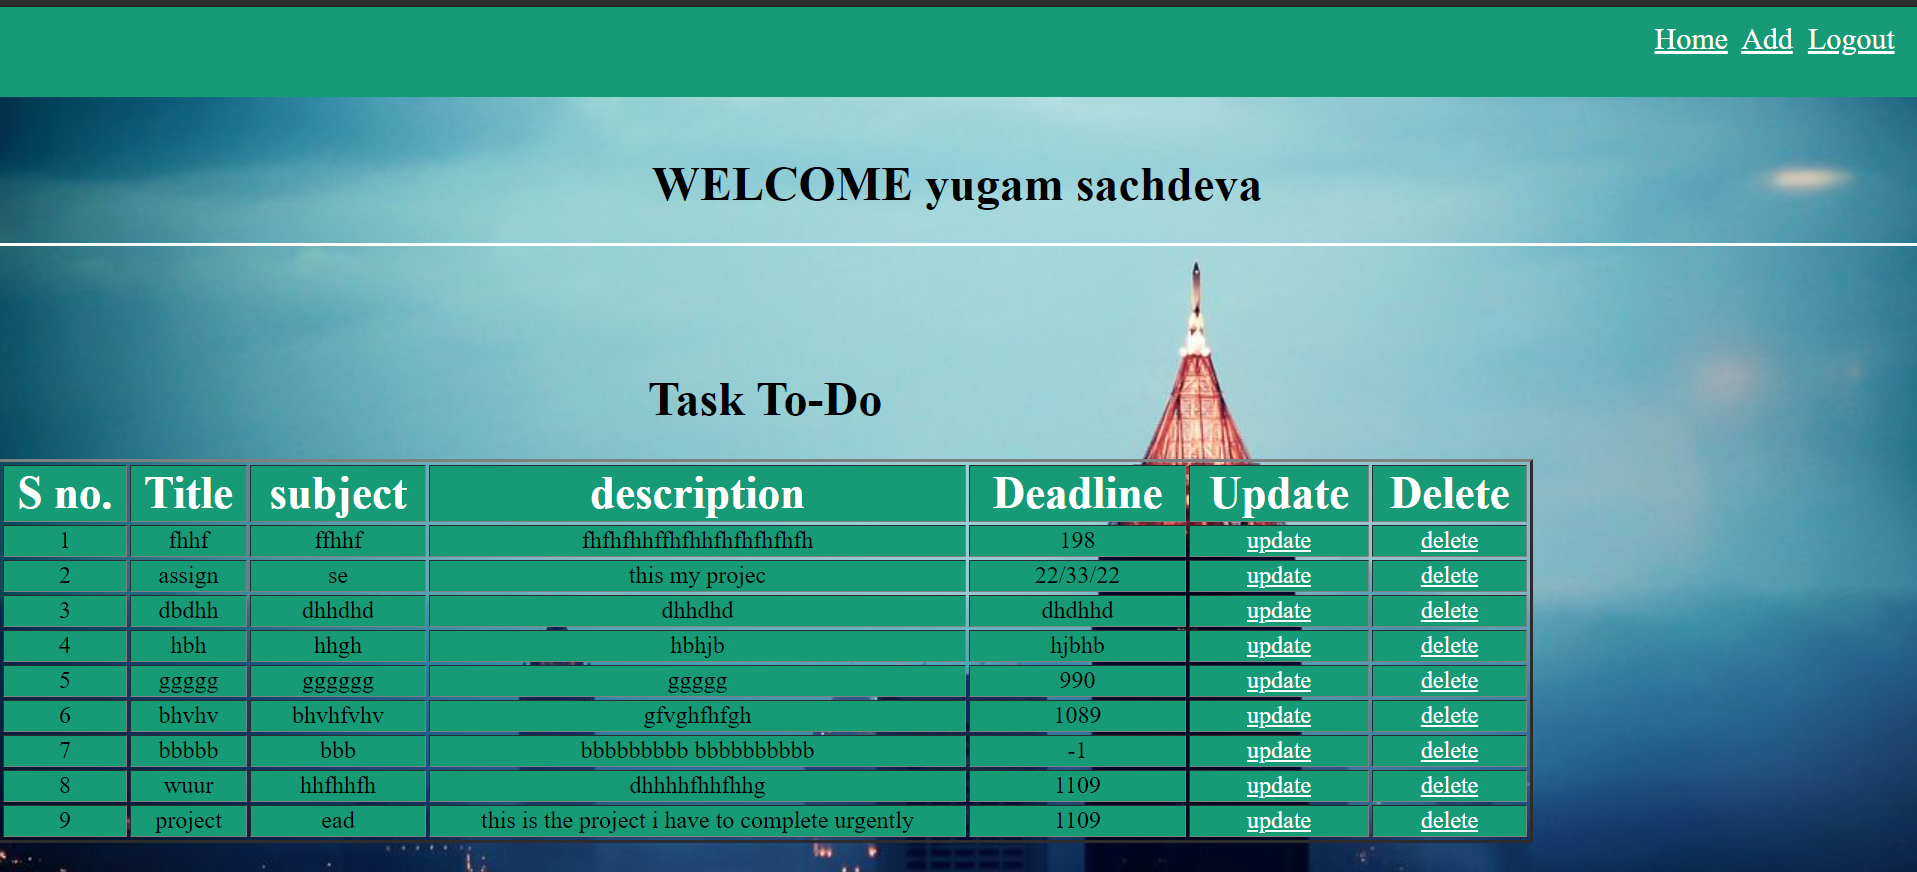 Home Add Logout
WELCOME yugam sachdeva
Task To-Do
S no. Title subject description Deadline Update Delete
1 fhhf ffhhf fhfhfhhffhfhhfhfhfhfhfh 198 update delete
2 assign se this my projec 22/33/22 update delete
3 dbdhh dhhdhd dhhdhd dhdhhd update delete
4 hbh hhgh hbhjb hjbhb update delete
5 ggggg gggggg ggggg 990 update delete
6 bhvhv bhvhfvhv gfvghfhfgh 1089 update delete
7 bbbbb bbb bbbbbbbbb bbbbbbbbbb -1 update delete
8 wuur hhfhhfh dhhhhfhhfhhg 1109 update delete
9 project ead this is the project i have to complete urgently 1109 update delete